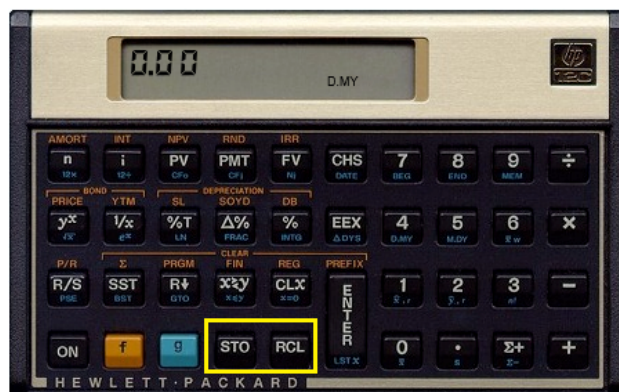 0.00
D.MY
hp
12C
AMORT INT NPV RND IRR
n i PV PMT FV CHS 7 8 9 ÷
12× 12÷ CFo CFj Nj DATE BEG END MEM
BOND DEPRECIATION
PRICE YTM SL SOYD DB
yˣ 1/x %T Δ% % EEX 4 5 6 ×
√x eˣ LN FRAC INTG ΔDYS D.MY M.DY x̄w
CLEAR
P/R Σ PRGM FIN REG PREFIX
R/S SST R↓ x≷y CLX ENTER 1 2 3 −
PSE BST GTO x≤y x=0 x̂,r ŷ,r n!
ON f g STO RCL LSTX 0 · Σ+ +
x̄ s Σ−
HEWLETT·PACKARD